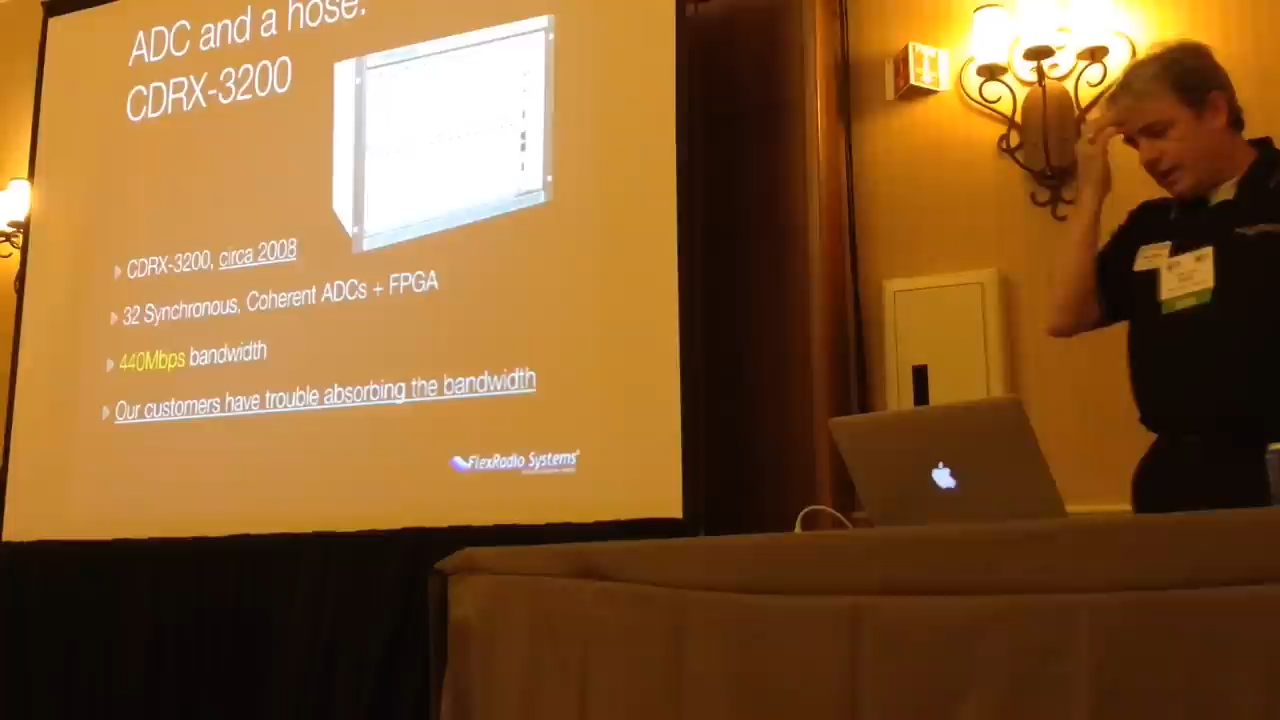 ADC and a hose:
CDRX-3200
CDRX-3200, circa 2008
32 Synchronous, Coherent ADCs + FPGA
440Mbps bandwidth
Our customers have trouble absorbing the bandwidth
FlexRadio Systems